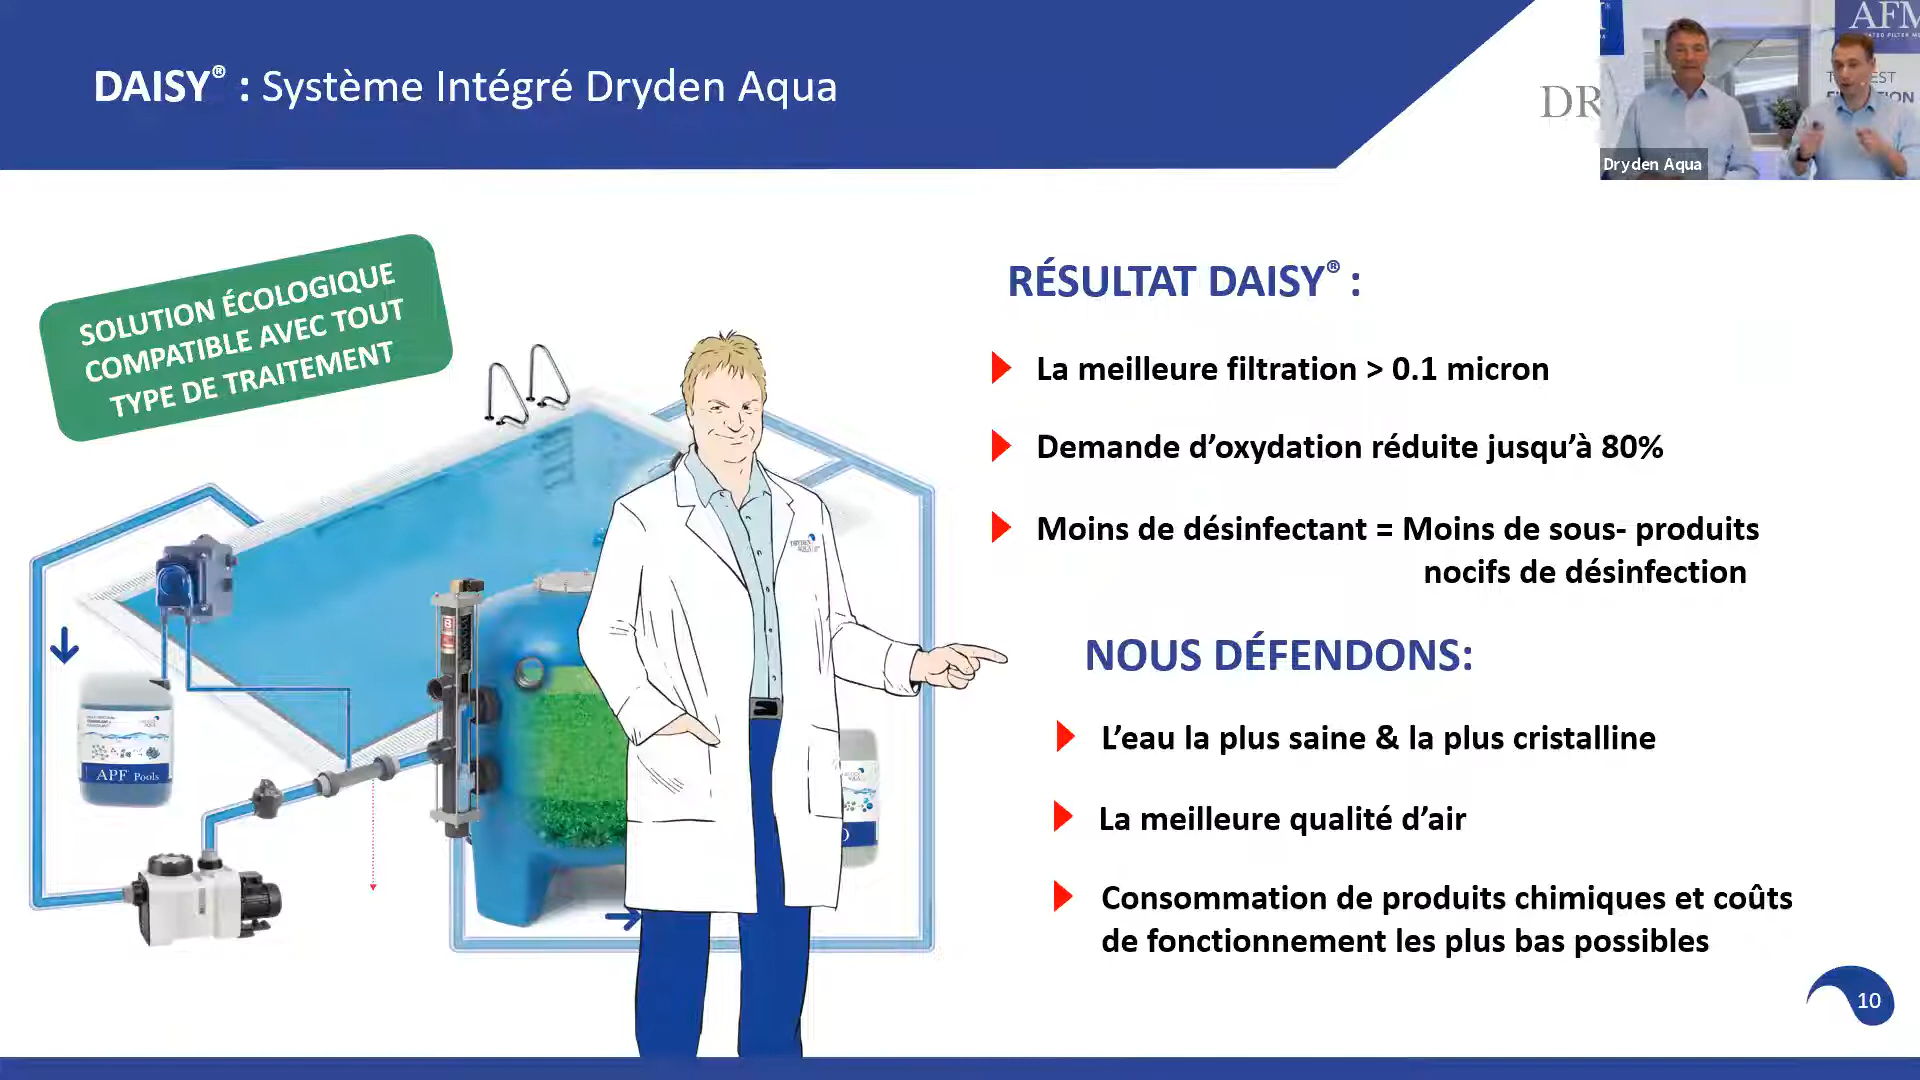 DAISY® : Système Intégré Dryden Aqua
DR
AFM
Dryden Aqua
SOLUTION ÉCOLOGIQUE
COMPATIBLE AVEC TOUT
TYPE DE TRAITEMENT
RÉSULTAT DAISY® :
La meilleure filtration > 0.1 micron
Demande d’oxydation réduite jusqu’à 80%
Moins de désinfectant = Moins de sous- produits
nocifs de désinfection
NOUS DÉFENDONS:
L’eau la plus saine & la plus cristalline
La meilleure qualité d’air
Consommation de produits chimiques et coûts
de fonctionnement les plus bas possibles
DRYDEN
AQUA
APF® Pools
10